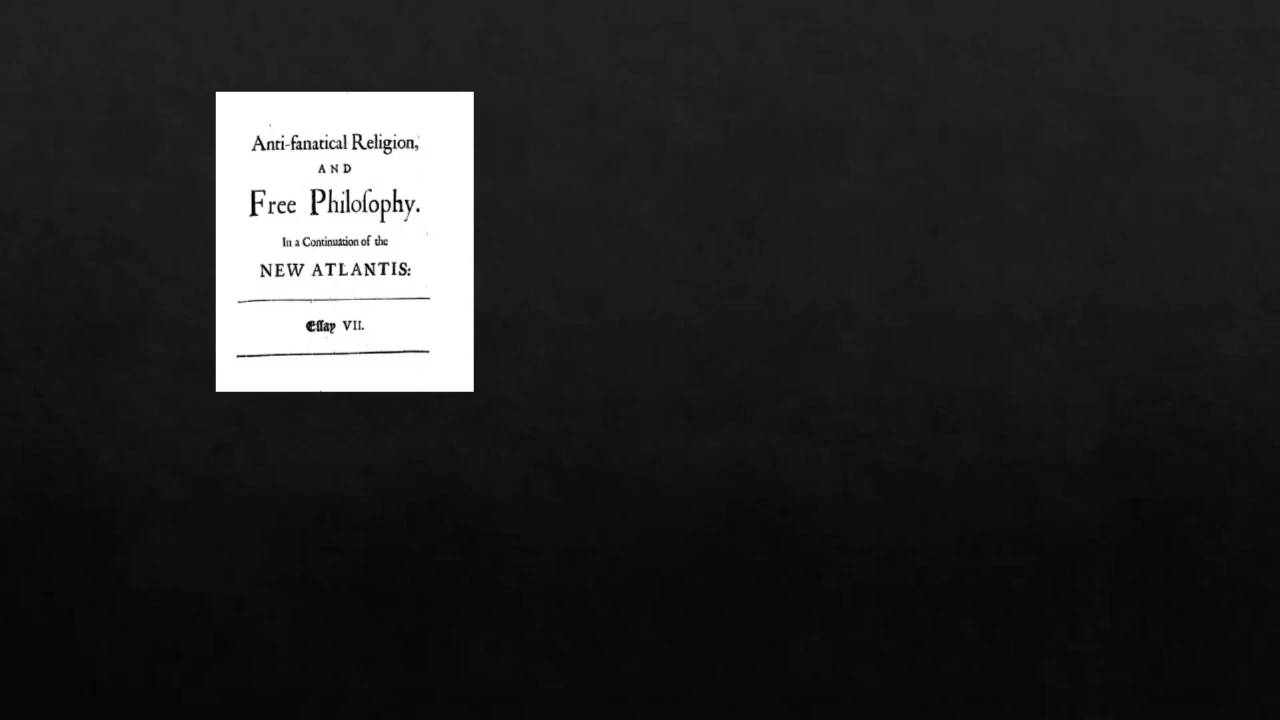 Anti-fanatical Religion,
AND
Free Philoſophy.
In a Continuation of the
NEW ATLANTIS:
Eſſay VII.